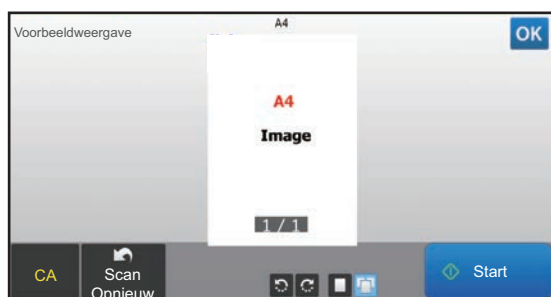 A4
Voorbeeldweergave
OK
A4
Image
1 / 1
CA
Scan
Opnieuw
Start